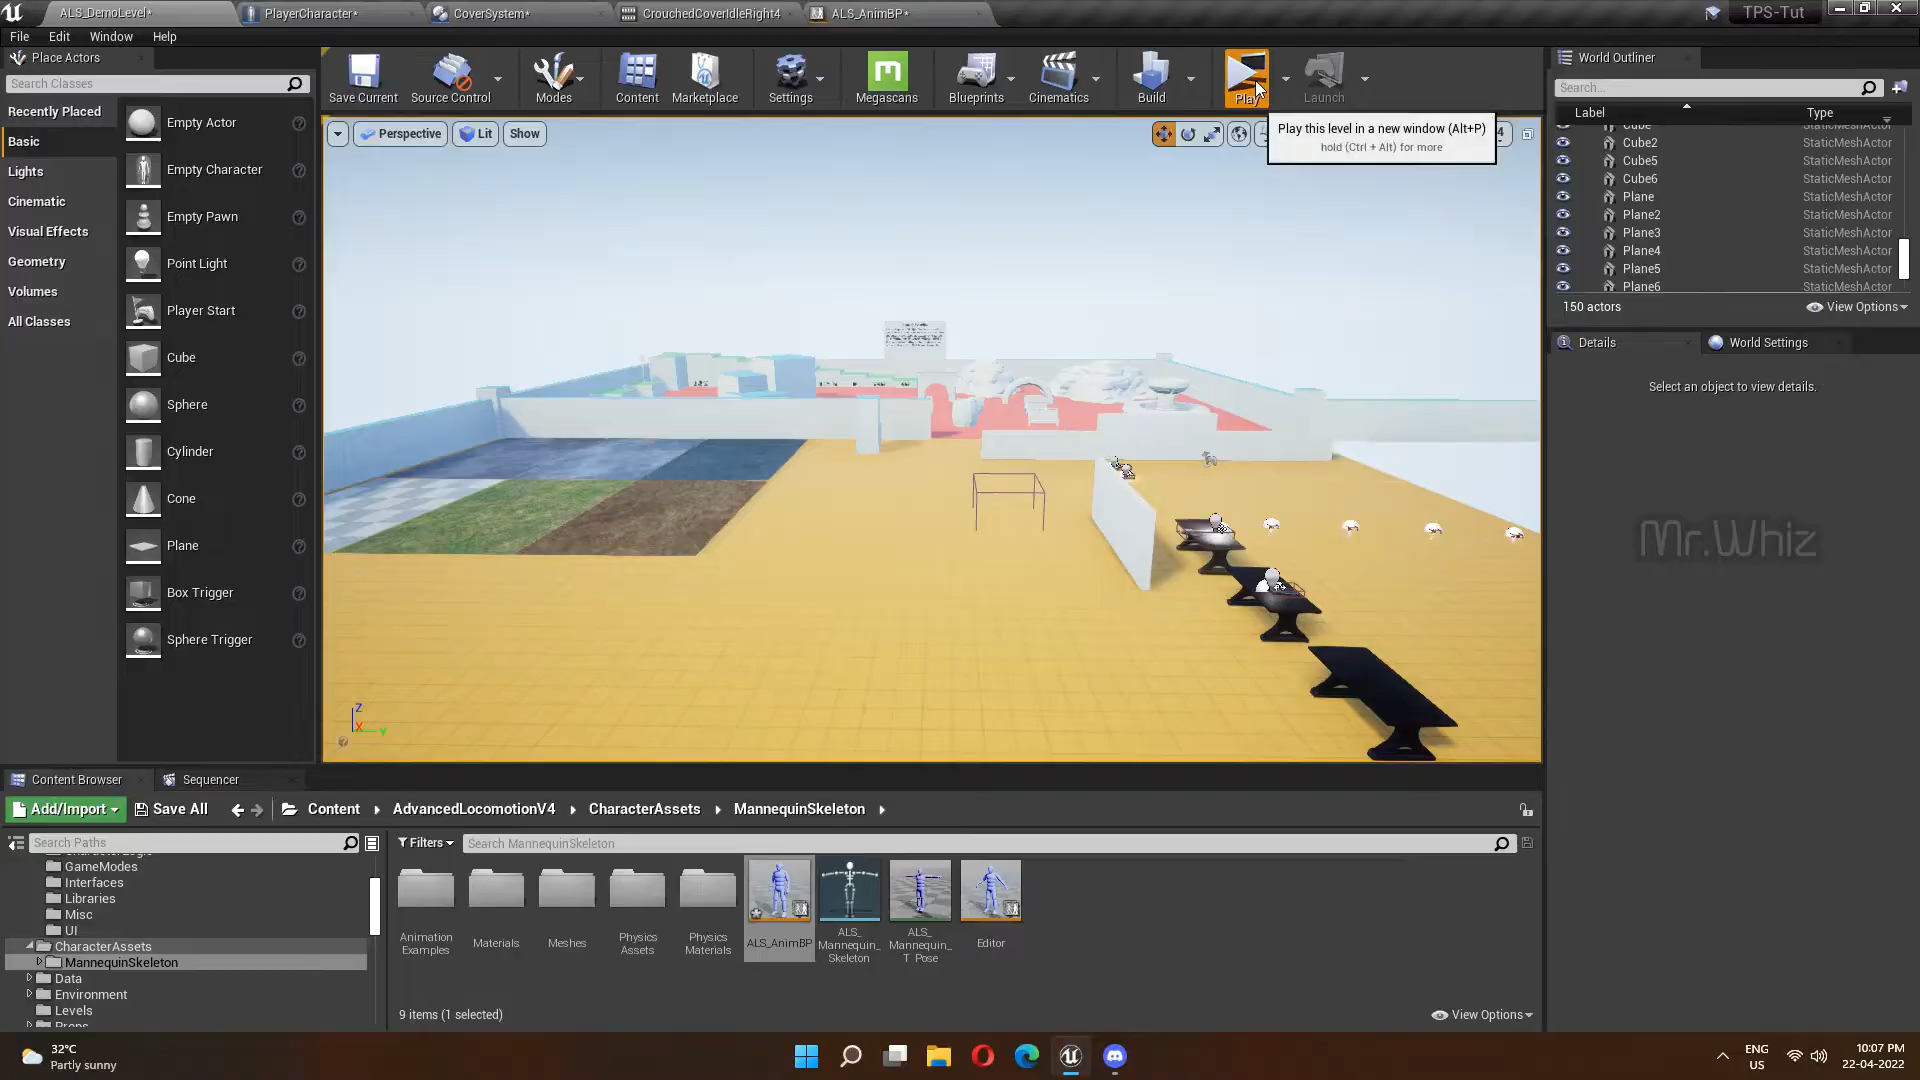 ALS_DemoLevel*
PlayerCharacter*
CoverSystem*
CrouchedCoverIdleRight4
ALS_AnimBP*
TPS-Tut
File
Edit
Window
Help
Place Actors
Search Classes
Recently Placed
Basic
Lights
Cinematic
Visual Effects
Geometry
Volumes
All Classes
Empty Actor
Empty Character
Empty Pawn
Point Light
Player Start
Cube
Sphere
Cylinder
Cone
Plane
Box Trigger
Sphere Trigger
Save Current
Source Control
Modes
Content
Marketplace
Settings
Megascans
Blueprints
Cinematics
Build
Play
Launch
Perspective
Lit
Show
4
Play this level in a new window (Alt+P)
hold (Ctrl + Alt) for more
Z
X
Y
World Outliner
Search...
Label
Type
Cube
StaticMeshActor
Cube2
StaticMeshActor
Cube5
StaticMeshActor
Cube6
StaticMeshActor
Plane
StaticMeshActor
Plane2
StaticMeshActor
Plane3
StaticMeshActor
Plane4
StaticMeshActor
Plane5
StaticMeshActor
Plane6
StaticMeshActor
150 actors
View Options
Details
World Settings
Select an object to view details.
Mr.Whiz
Content Browser
Sequencer
Add/Import
Save All
Content
AdvancedLocomotionV4
CharacterAssets
MannequinSkeleton
Search Paths
Filters
Search MannequinSkeleton
GameModes
Interfaces
Libraries
Misc
UI
CharacterAssets
MannequinSkeleton
Data
Environment
Levels
Props
Animation
Examples
Materials
Meshes
Physics
Assets
Physics
Materials
ALS_AnimBP
ALS_
Mannequin_
Skeleton
ALS_
Mannequin_
T_Pose
Editor
9 items (1 selected)
View Options
32°C
Partly sunny
ENG
US
10:07 PM
22-04-2022